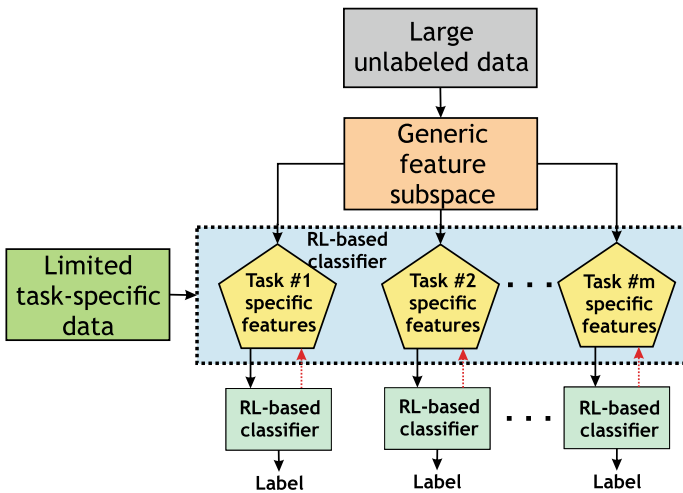 Large
unlabeled data
Generic
feature
subspace
RL-based
classifier
Limited
task-specific
data
Task #1
specific
features
Task #2
specific
features
. . .
Task #m
specific
features
RL-based
classifier
RL-based
classifier
. . .
RL-based
classifier
Label
Label
Label